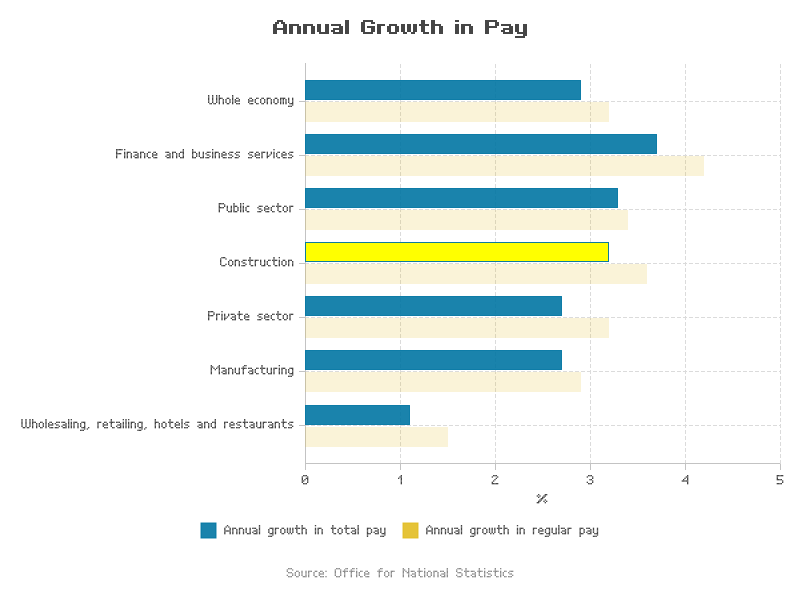 Annual Growth in Pay
Whole economy
Finance and business services
Public sector
Construction
Private sector
Manufacturing
Wholesaling, retailing, hotels and restaurants
0 1 2 3 4 5
%
Annual growth in total pay Annual growth in regular pay
Source: Office for National Statistics